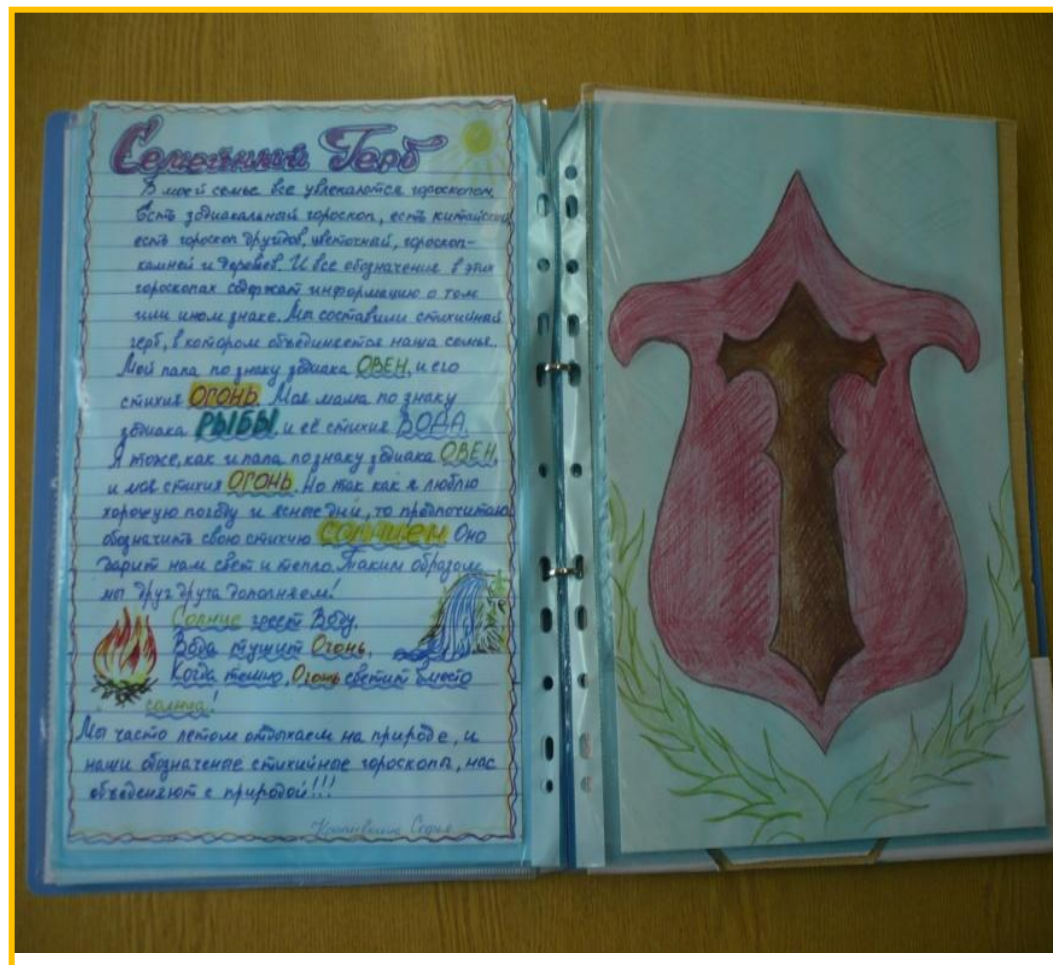 Семейный Герб
В моей семье все увлекаются гороскопом.
Есть зодиакальный гороскоп, есть китайский,
есть гороскоп друидов, цветочный, гороскоп-
камней и деревьев. И все обозначения в этих
гороскопах содержат информацию о том
или ином знаке. Мы составили стихийный
герб, в котором объединяется наша семья.
Мой папа по знаку зодиака ОВЕН, и его
стихия ОГОНЬ. Моя мама по знаку
зодиака РЫБЫ, и её стихия ВОДА.
Я тоже, как и папа по знаку зодиака ОВЕН,
и моя стихия ОГОНЬ. Но так как я люблю
хорошую погоду и ясные дни, то предпочитаю
обозначить свою стихию СОЛНЦЕМ. Оно
дарит нам свет и тепло. Таким образом,
мы друг друга дополняем!
Солнце греет Воду.
Вода тушит Огонь.
Когда темно, Огонь светит вместо
солнца!
Мы часто летом отдыхаем на природе, и
наши обозначеные стихийные гороскопы, нас
объеденяют с природой!!!
София